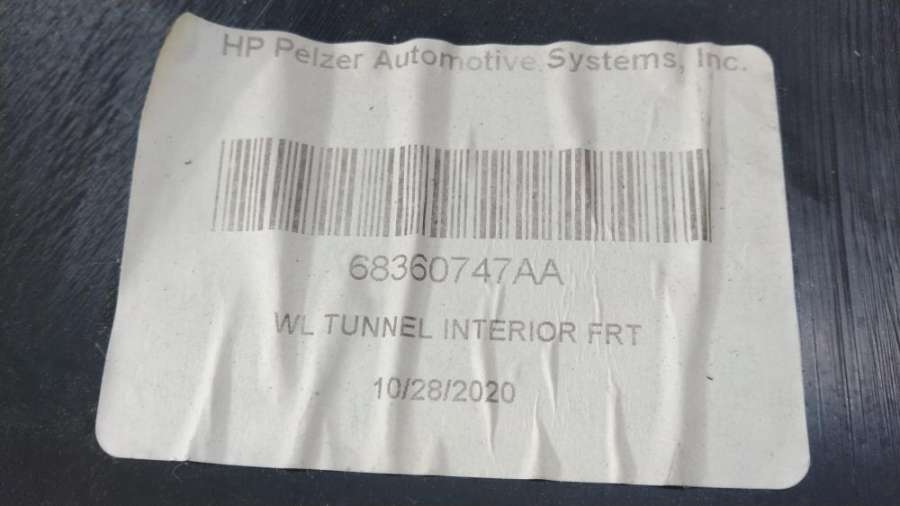 HP Pelzer Automotive Systems, Inc.
68360747AA
WL TUNNEL INTERIOR FRT
10/28/2020